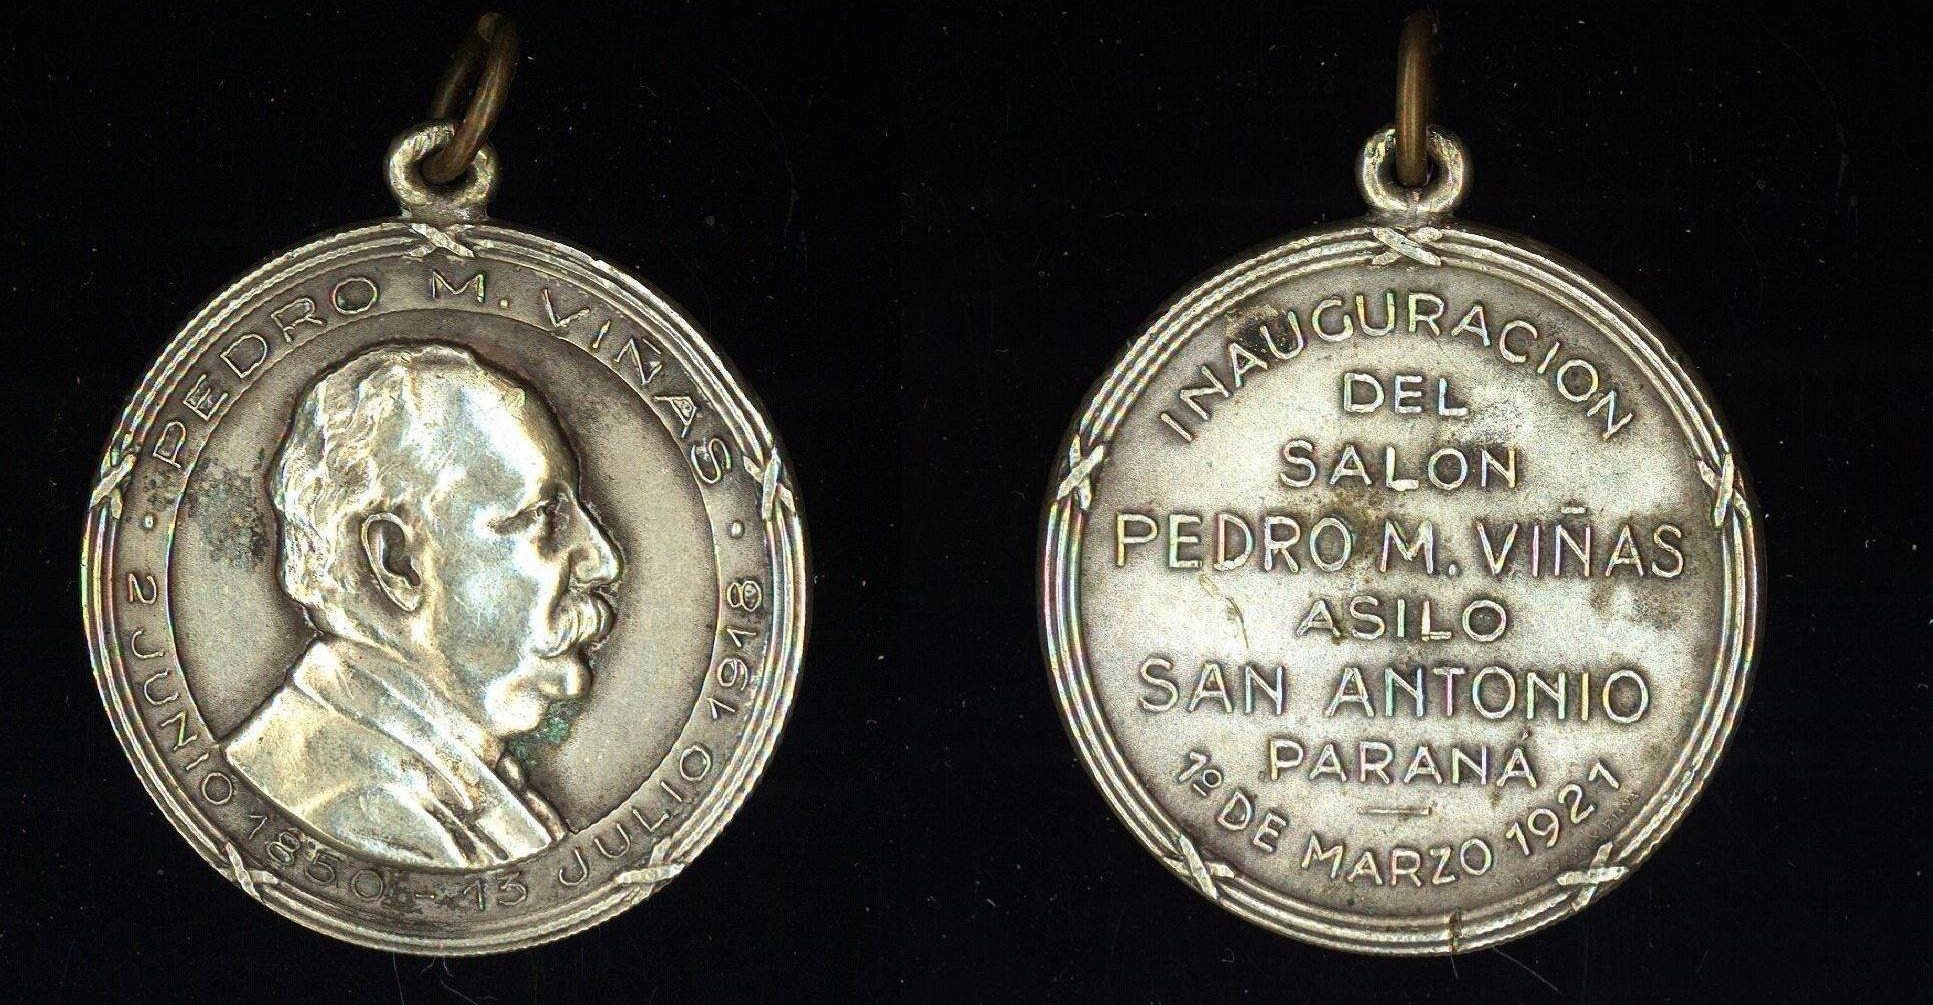 PEDRO M. VIÑAS
· 2 JUNIO 1850 - 13 JULIO 1918 ·
INAUGURACION
DEL
SALON
PEDRO M. VIÑAS
ASILO
SAN ANTONIO
PARANÁ
1º DE MARZO 1921